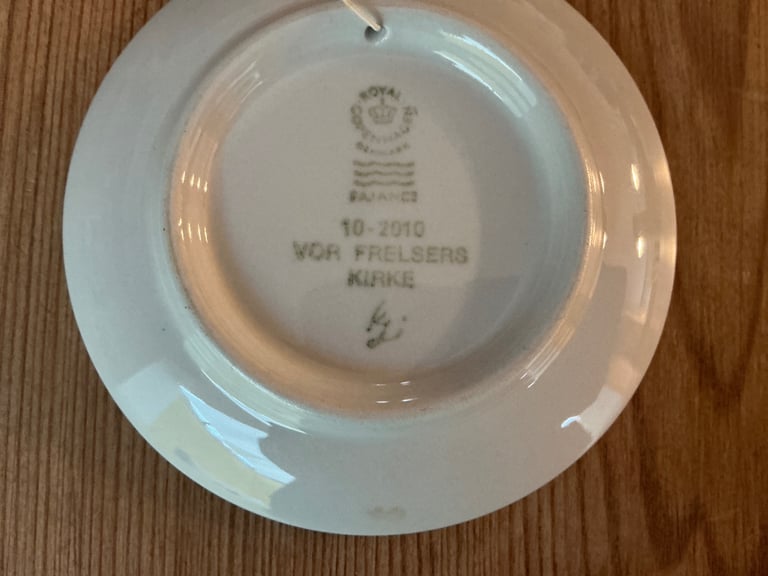 ROYAL
COPENHAGEN
DENMARK
FAJANCE
10-2010
VOR FRELSERS
KIRKE